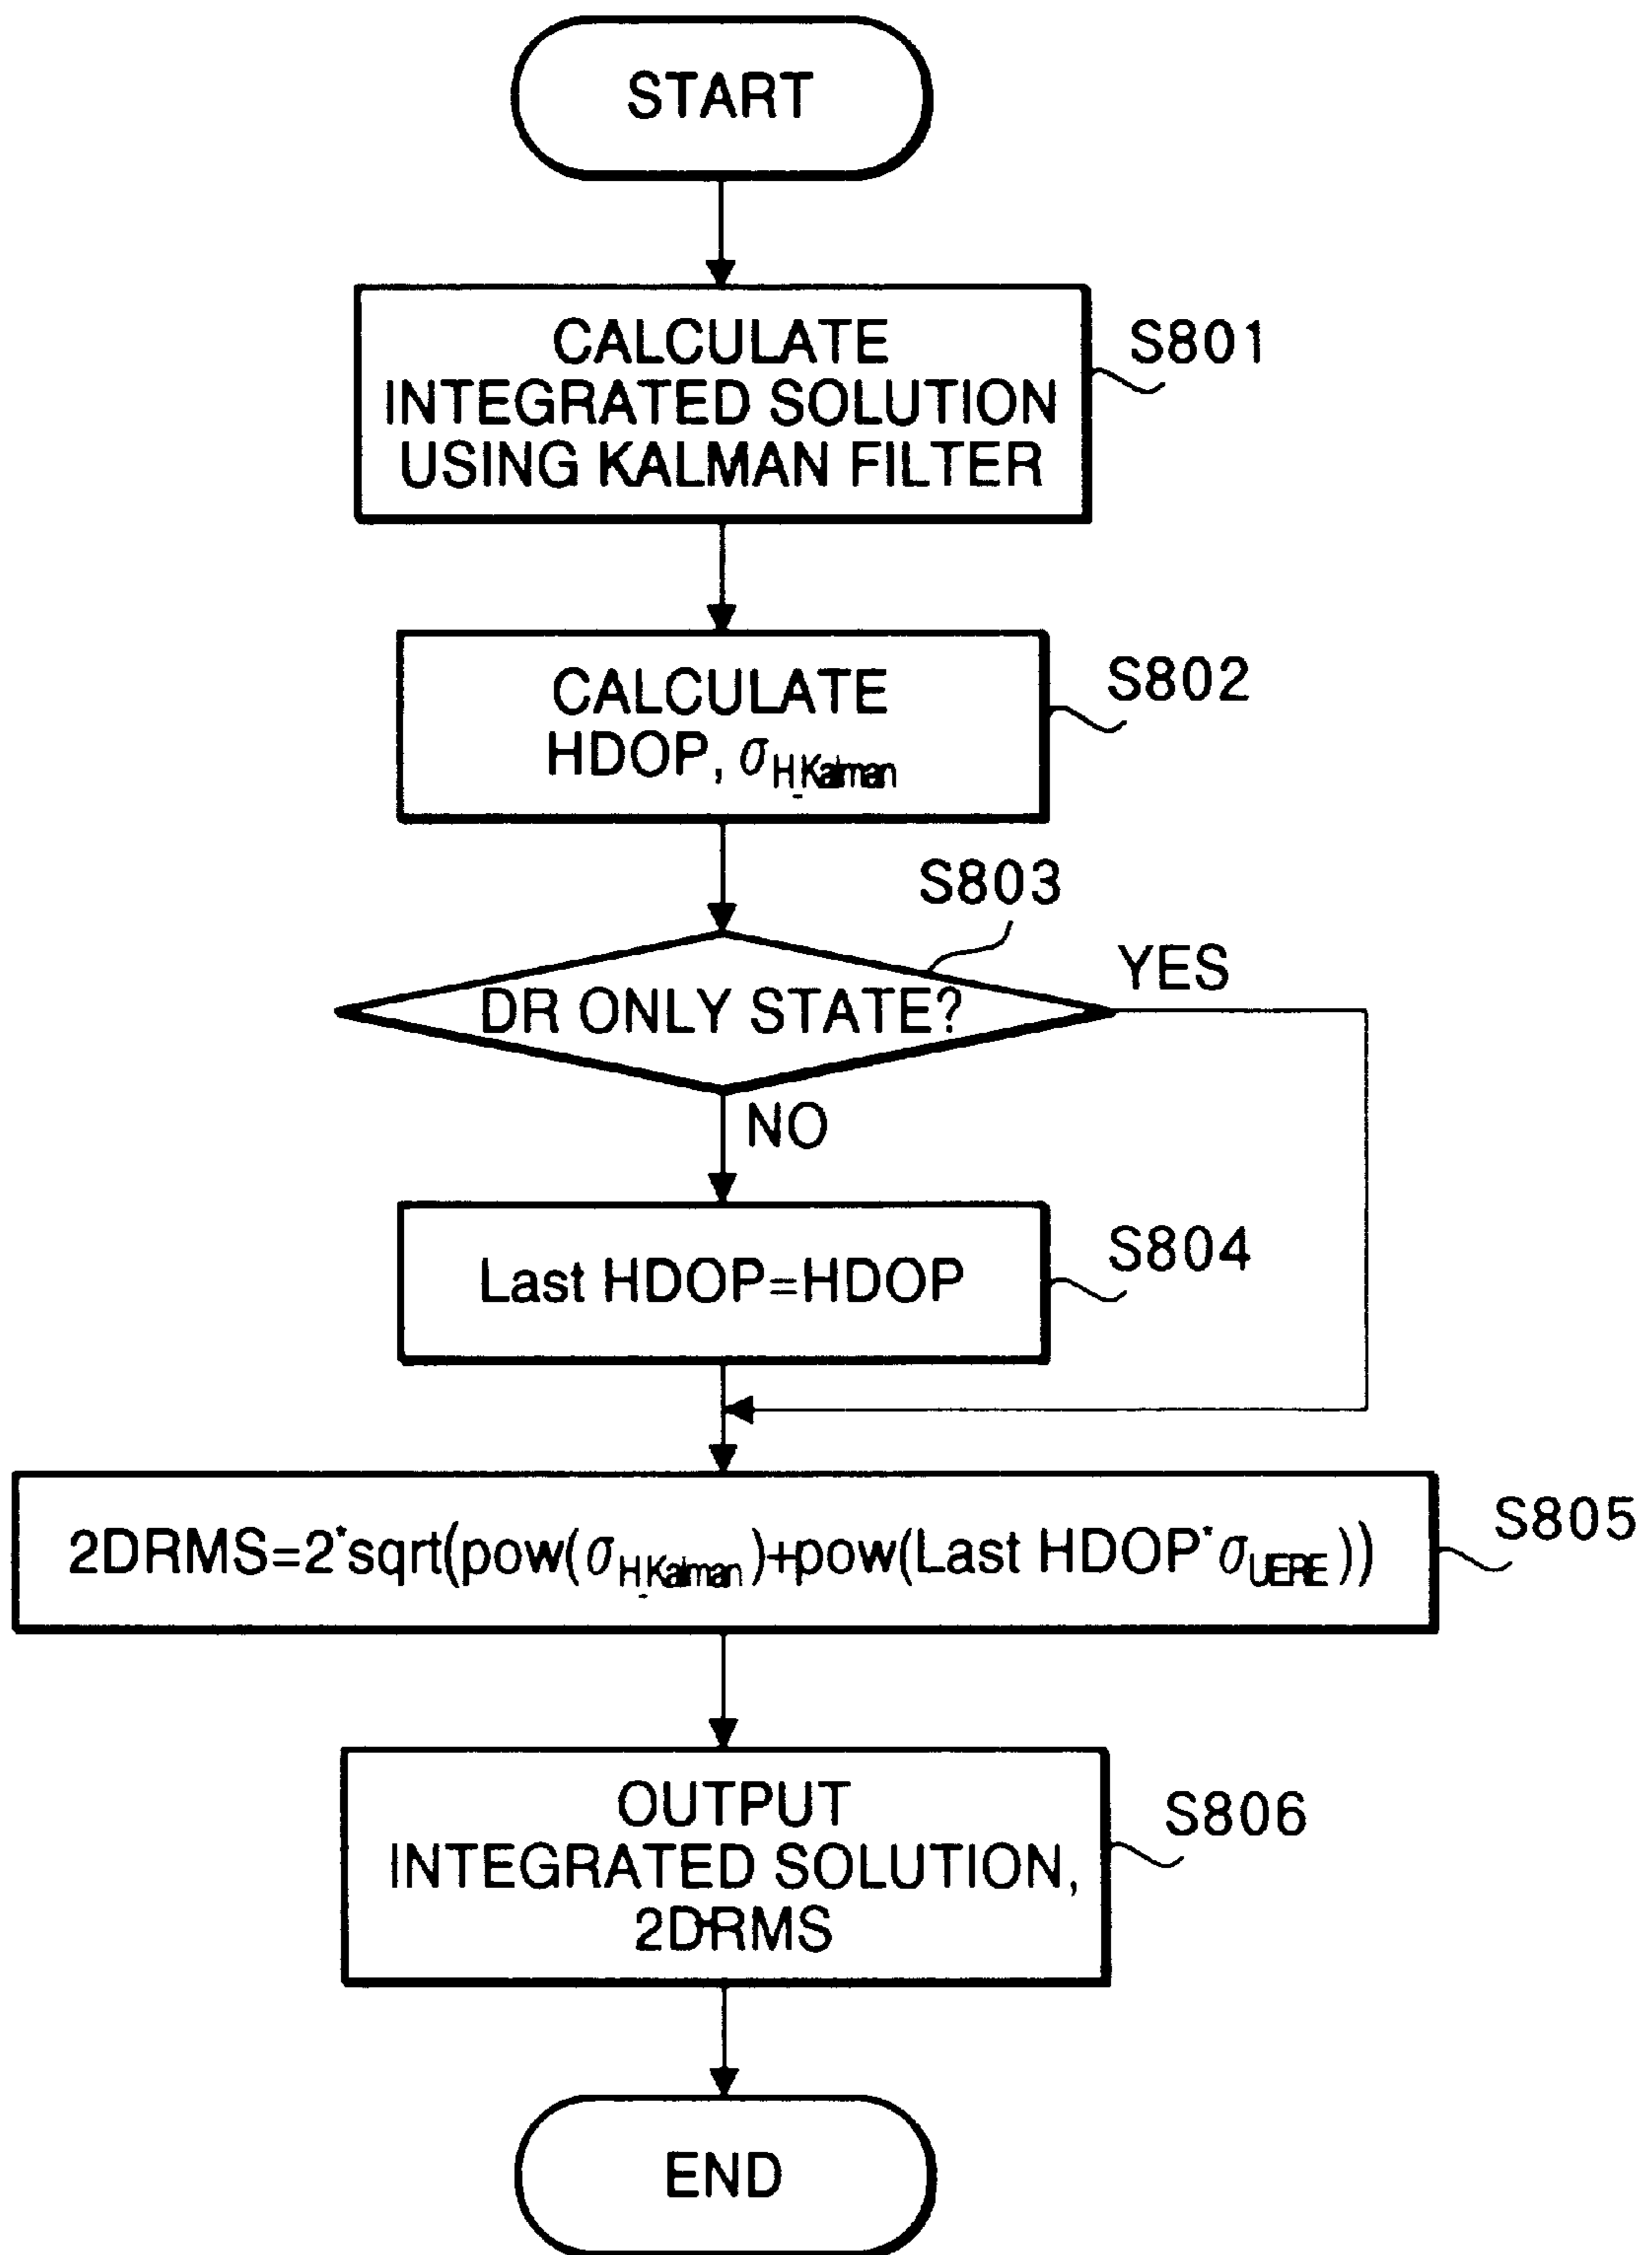 START
CALCULATE
INTEGRATED SOLUTION
USING KALMAN FILTER
S801
CALCULATE
HDOP, σH_Kalman
S802
S803
DR ONLY STATE?
YES
NO
Last HDOP=HDOP
S804
2DRMS=2*sqrt(pow(σH_Kalman)+pow(Last HDOP*σUERE))
S805
OUTPUT
INTEGRATED SOLUTION,
2DRMS
S806
END